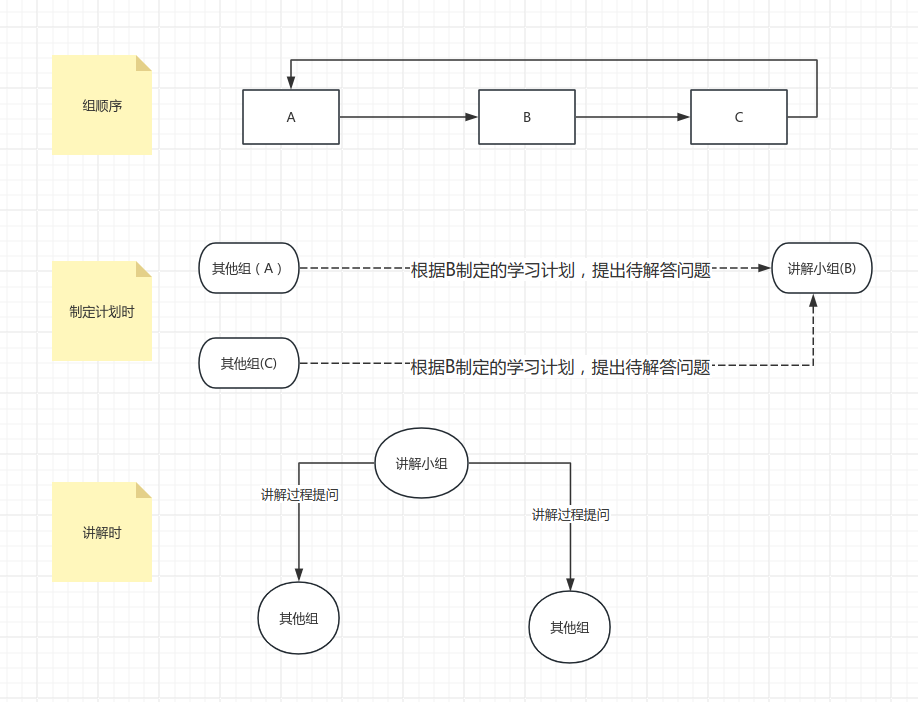 组顺序
A
B
C
制定计划时
其他组（A）
根据B制定的学习计划，提出待解答问题
讲解小组(B)
其他组(C)
根据B制定的学习计划，提出待解答问题
讲解时
讲解小组
讲解过程提问
讲解过程提问
其他组
其他组